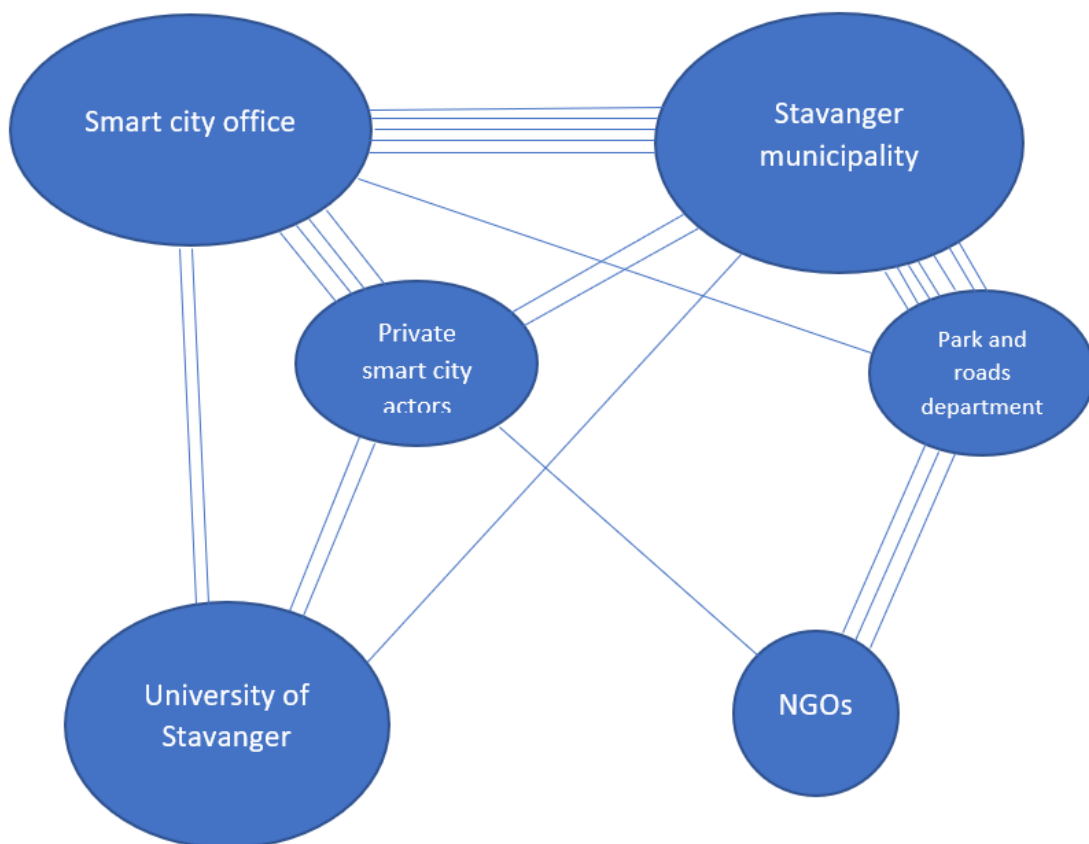 Smart city office
Stavanger
municipality
Private
smart city
actors
Park and
roads
department
University of
Stavanger
NGOs